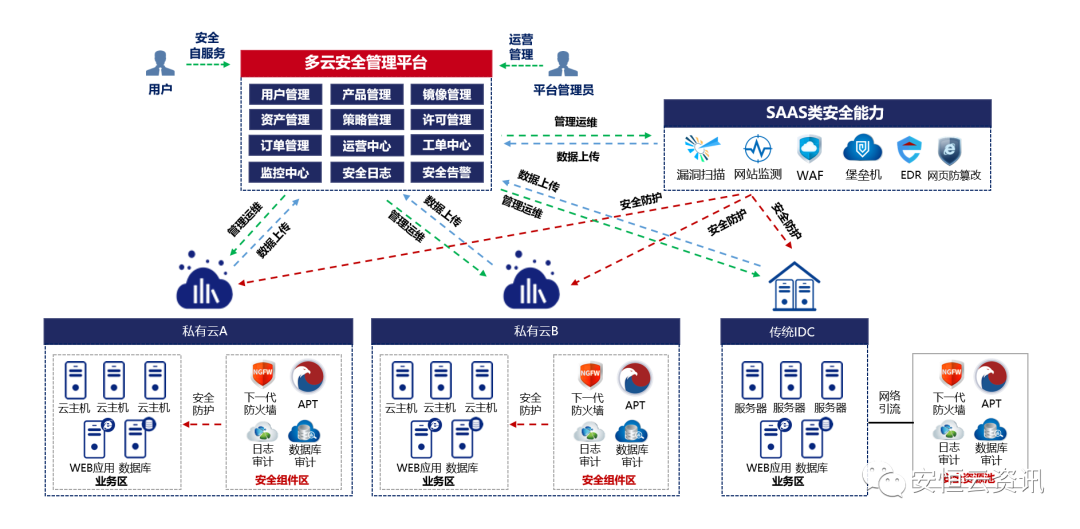 安全
自服务
用户
多云安全管理平台
运营
管理
平台管理员
用户管理
产品管理
镜像管理
资产管理
策略管理
许可管理
订单管理
运营中心
工单中心
监控中心
安全日志
安全告警
管理运维
数据上传
SAAS类安全能力
漏洞扫描
网站监测
WAF
堡垒机
EDR
网页防篡改
管理运维
数据上传
管理运维
数据上传
数据上传
管理运维
安全防护
安全防护
安全防护
私有云A
云主机
云主机
云主机
WEB应用
数据库
业务区
安全
防护
NGFW
下一代
防火墙
APT
日志
审计
数据库
审计
安全组件区
私有云B
云主机
云主机
云主机
WEB应用
数据库
业务区
安全
防护
NGFW
下一代
防火墙
APT
日志
审计
数据库
审计
安全组件区
传统IDC
服务器
服务器
服务器
WEB应用
数据库
业务区
网络
引流
NGFW
下一代
防火墙
APT
日志
审计
数据库
审计
安全资源池
安恒云资讯